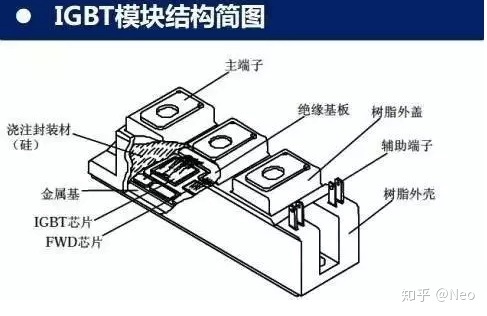 ● IGBT模块结构简图
主端子
绝缘基板
树脂外盖
浇注封装材
（硅）
辅助端子
金属基
树脂外壳
IGBT芯片
FWD芯片
知乎 @Neo